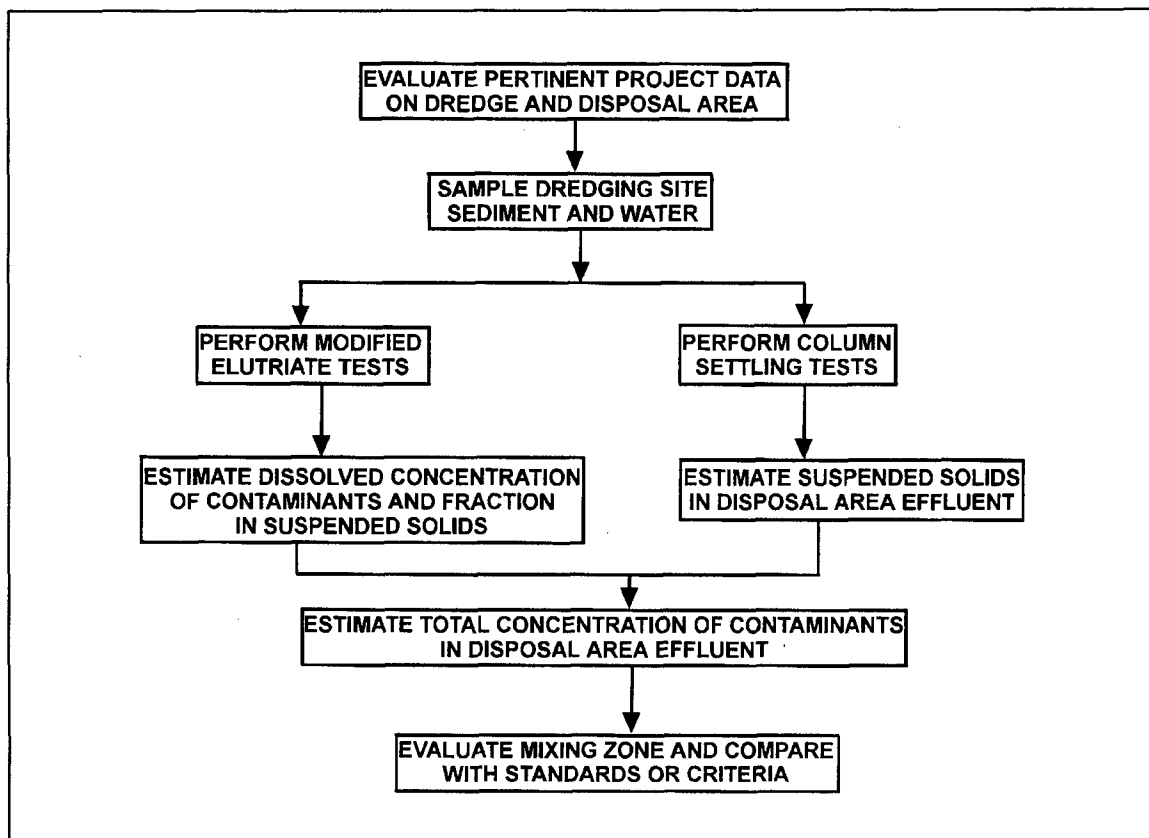 EVALUATE PERTINENT PROJECT DATA
ON DREDGE AND DISPOSAL AREA
SAMPLE DREDGING SITE
SEDIMENT AND WATER
PERFORM MODIFIED
ELUTRIATE TESTS
PERFORM COLUMN
SETTLING TESTS
ESTIMATE DISSOLVED CONCENTRATION
OF CONTAMINANTS AND FRACTION
IN SUSPENDED SOLIDS
ESTIMATE SUSPENDED SOLIDS
IN DISPOSAL AREA EFFLUENT
ESTIMATE TOTAL CONCENTRATION OF CONTAMINANTS
IN DISPOSAL AREA EFFLUENT
EVALUATE MIXING ZONE AND COMPARE
WITH STANDARDS OR CRITERIA